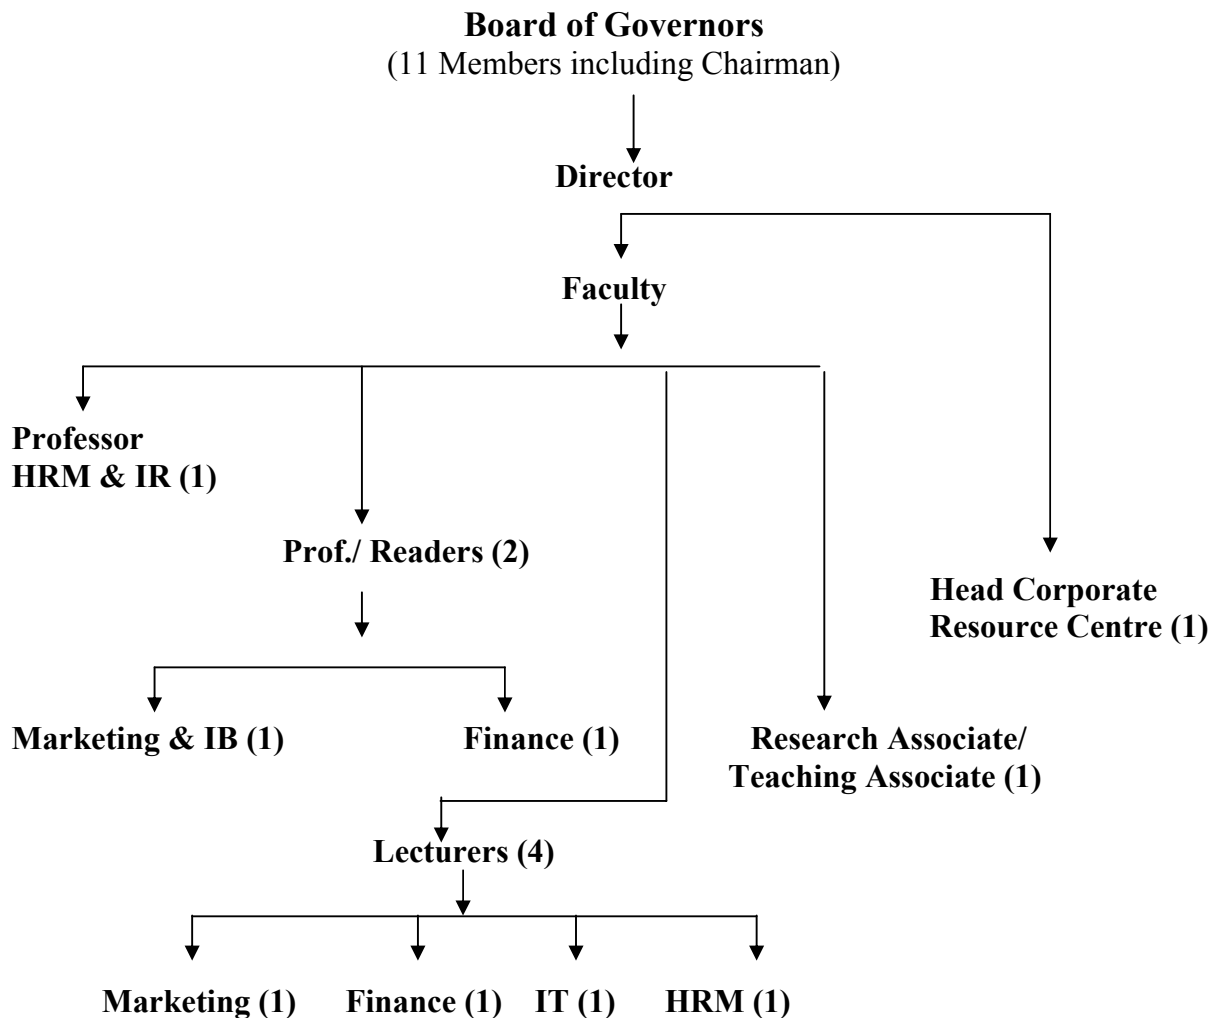 Board of Governors
(11 Members including Chairman)
Director
Faculty
Professor
HRM & IR (1)
Prof./ Readers (2)
Head Corporate
Resource Centre (1)
Marketing & IB (1)
Finance (1)
Research Associate/
Teaching Associate (1)
Lecturers (4)
Marketing (1)
Finance (1)
IT (1)
HRM (1)